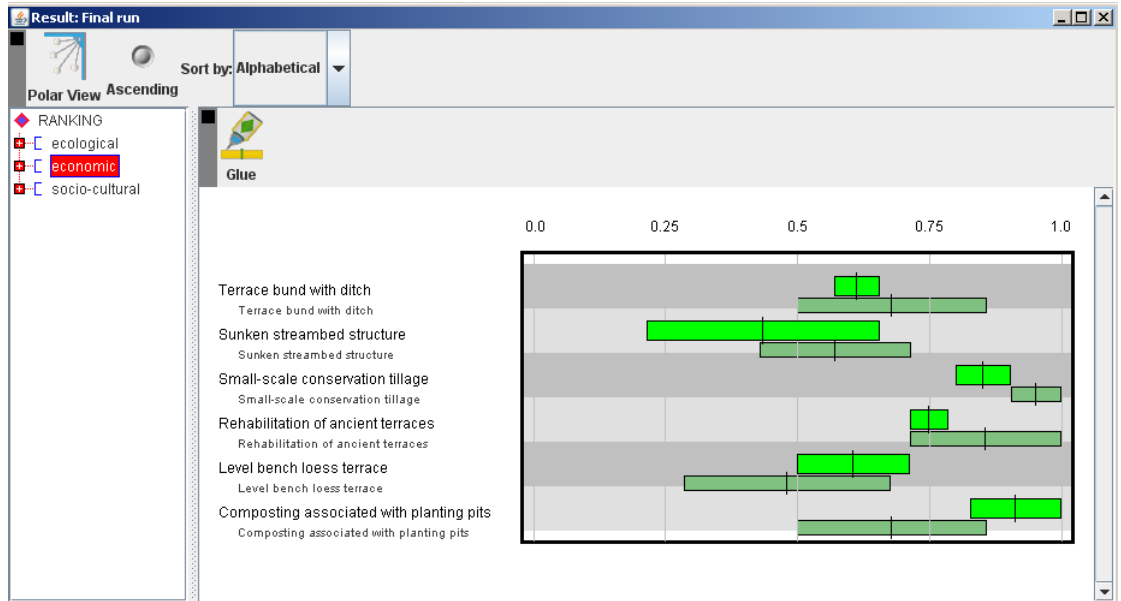 Result: Final run
Polar View
Ascending
Sort by: Alphabetical
RANKING
ecological
economic
socio-cultural
Glue
0.0 0.25 0.5 0.75 1.0
Terrace bund with ditch
Terrace bund with ditch
Sunken streambed structure
Sunken streambed structure
Small-scale conservation tillage
Small-scale conservation tillage
Rehabilitation of ancient terraces
Rehabilitation of ancient terraces
Level bench loess terrace
Level bench loess terrace
Composting associated with planting pits
Composting associated with planting pits